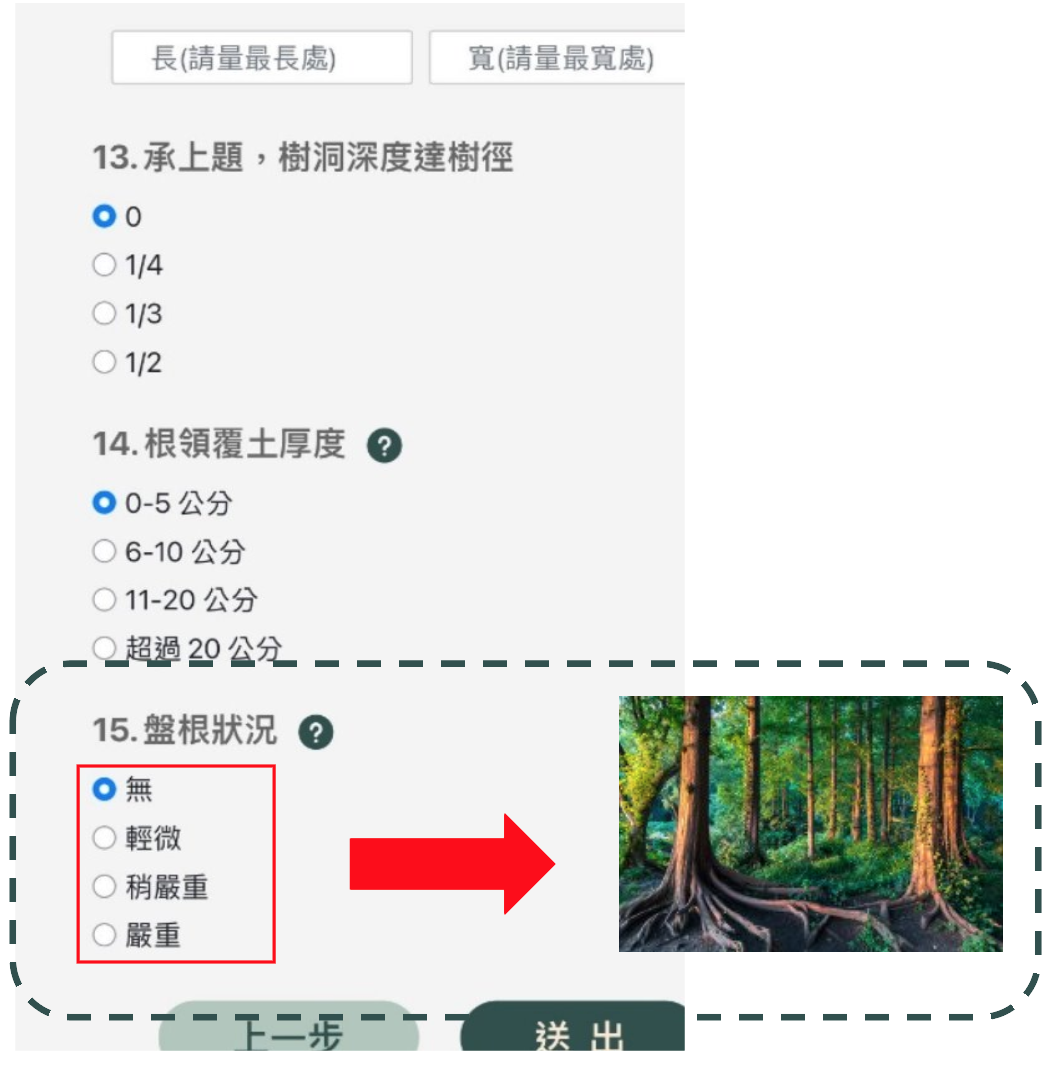 長(請量最長處) 寬(請量最寬處)
13.承上題，樹洞深度達樹徑
0
1/4
1/3
1/2
14.根領覆土厚度 ?
0-5 公分
6-10 公分
11-20 公分
超過 20 公分
15.盤根狀況 ?
無
輕微
稍嚴重
嚴重
上一步 送出